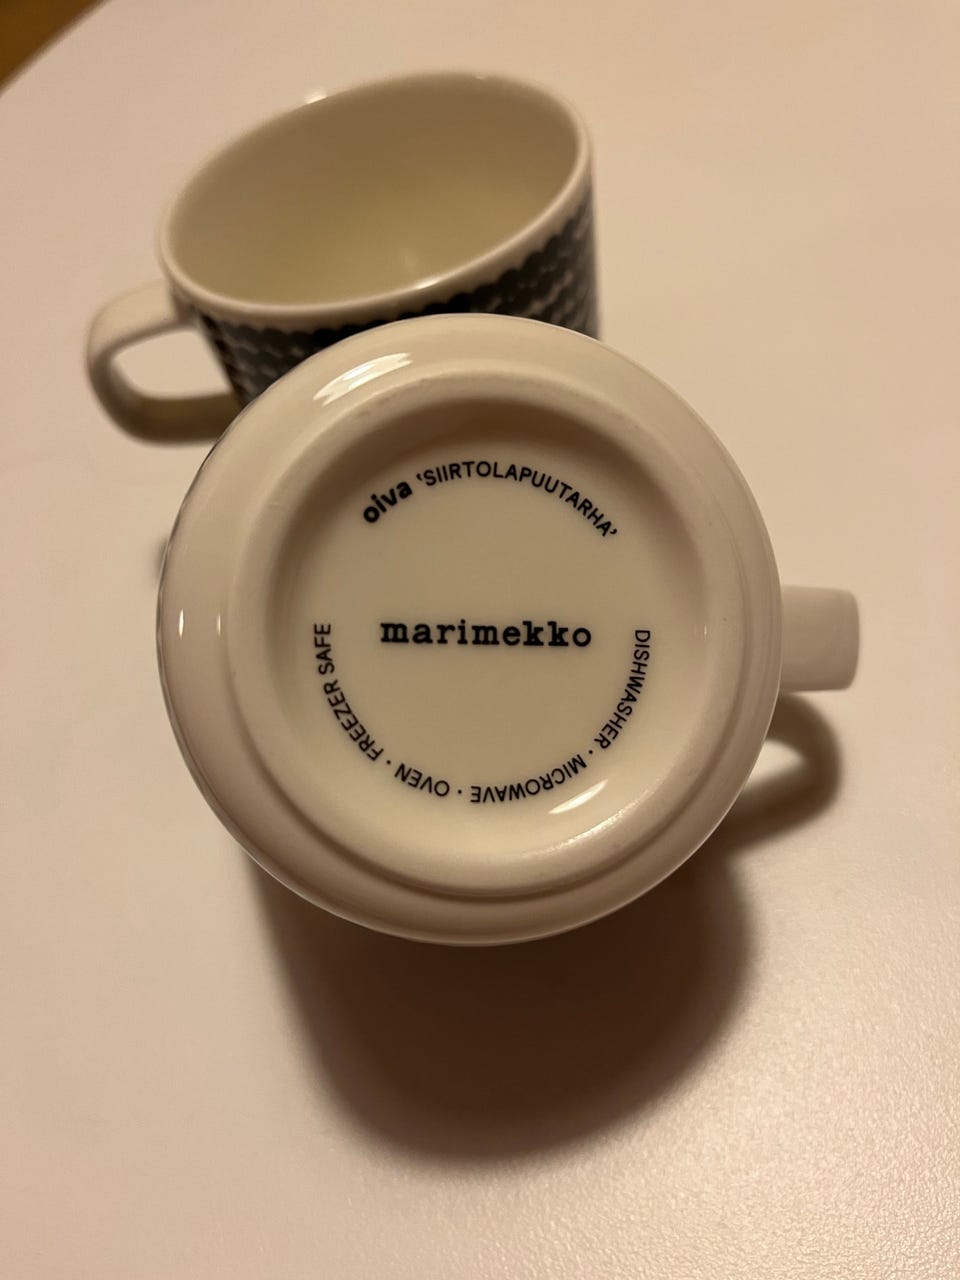 oiva ‘SIIRTOLAPUUTARHA’
marimekko
DISHWASHER · MICROWAVE · OVEN · FREEZER SAFE